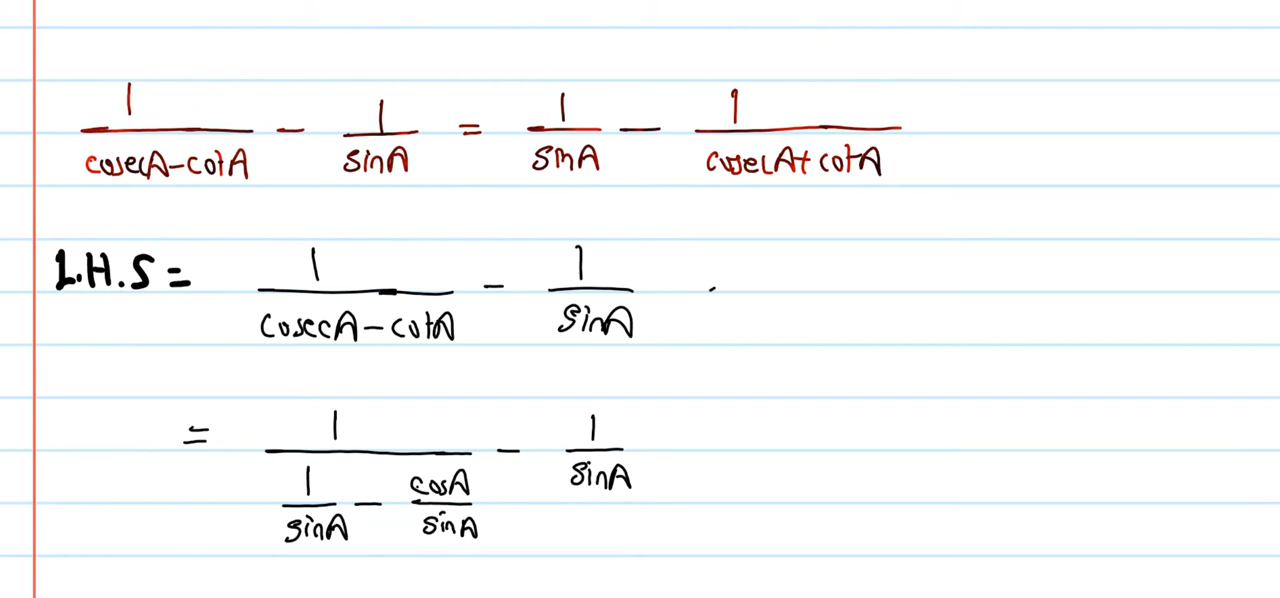 1/(cosecA-cotA) - 1/sinA = 1/sinA - 1/(cosecA+cotA)
L.H.S = 1/(cosecA-cotA) - 1/sinA
= 1/(1/sinA - cosA/sinA) - 1/sinA